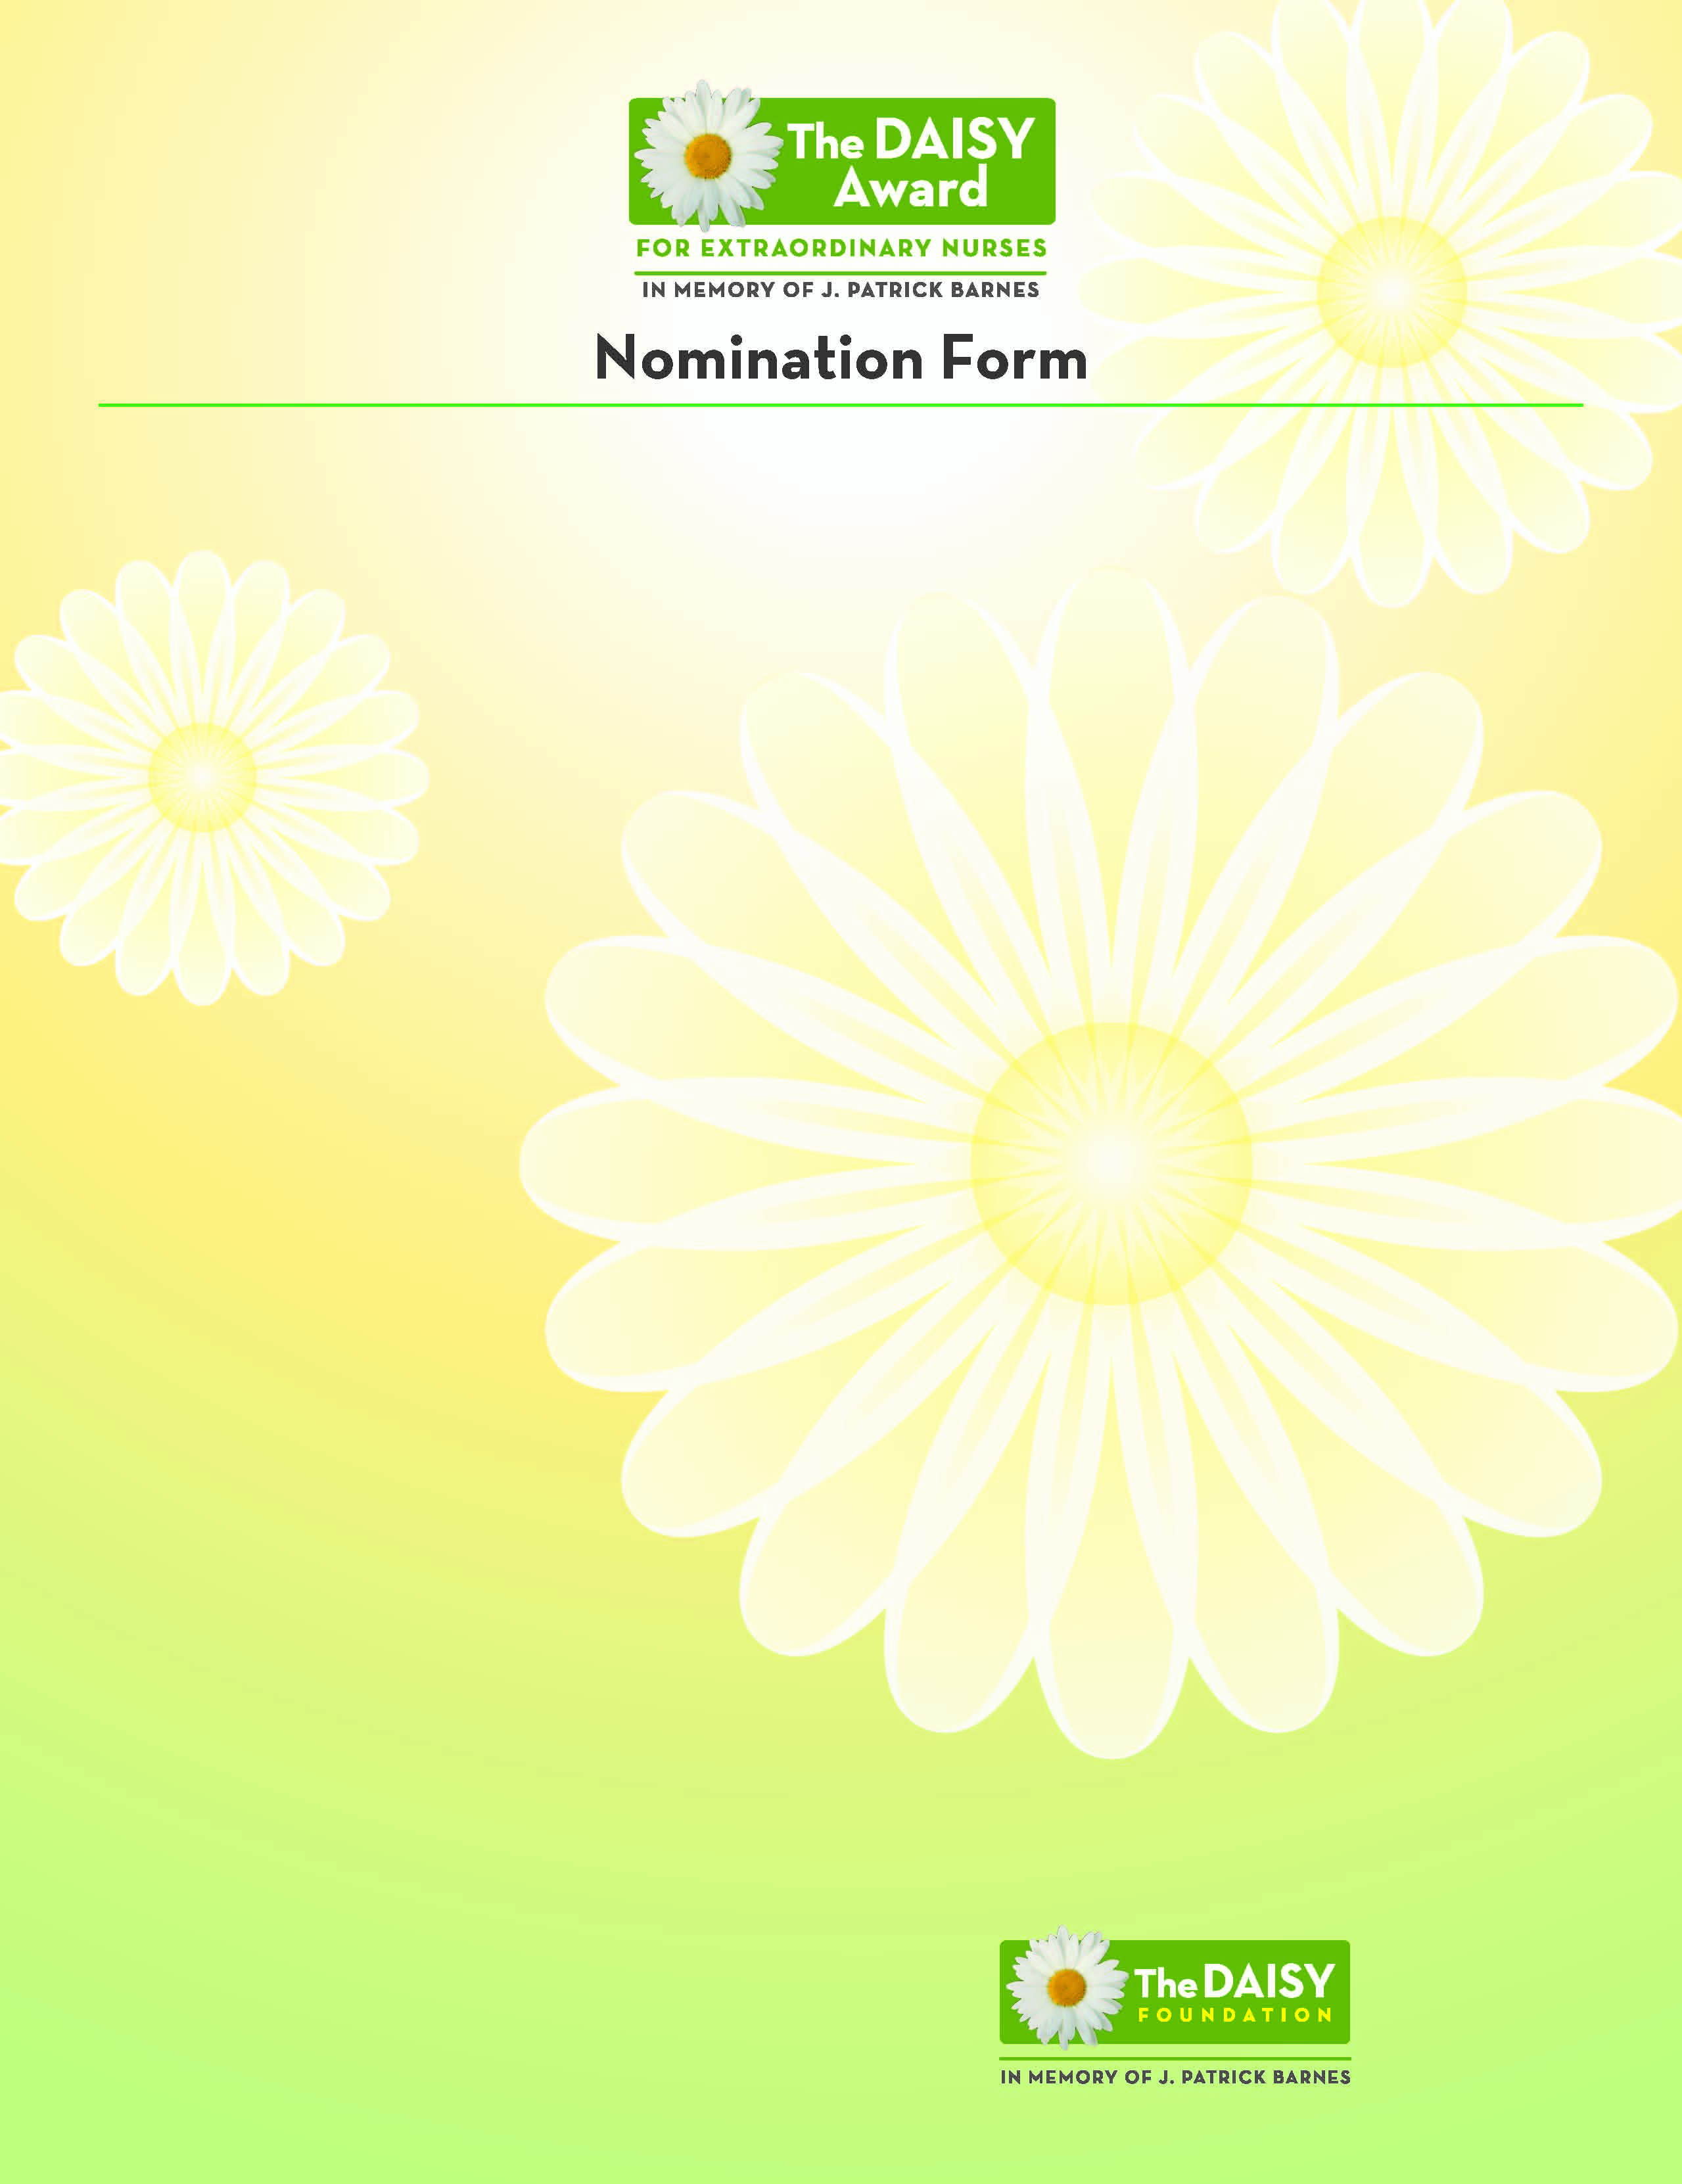 The DAISY
Award
FOR EXTRAORDINARY NURSES
IN MEMORY OF J. PATRICK BARNES
Nomination Form
The DAISY
FOUNDATION
IN MEMORY OF J. PATRICK BARNES